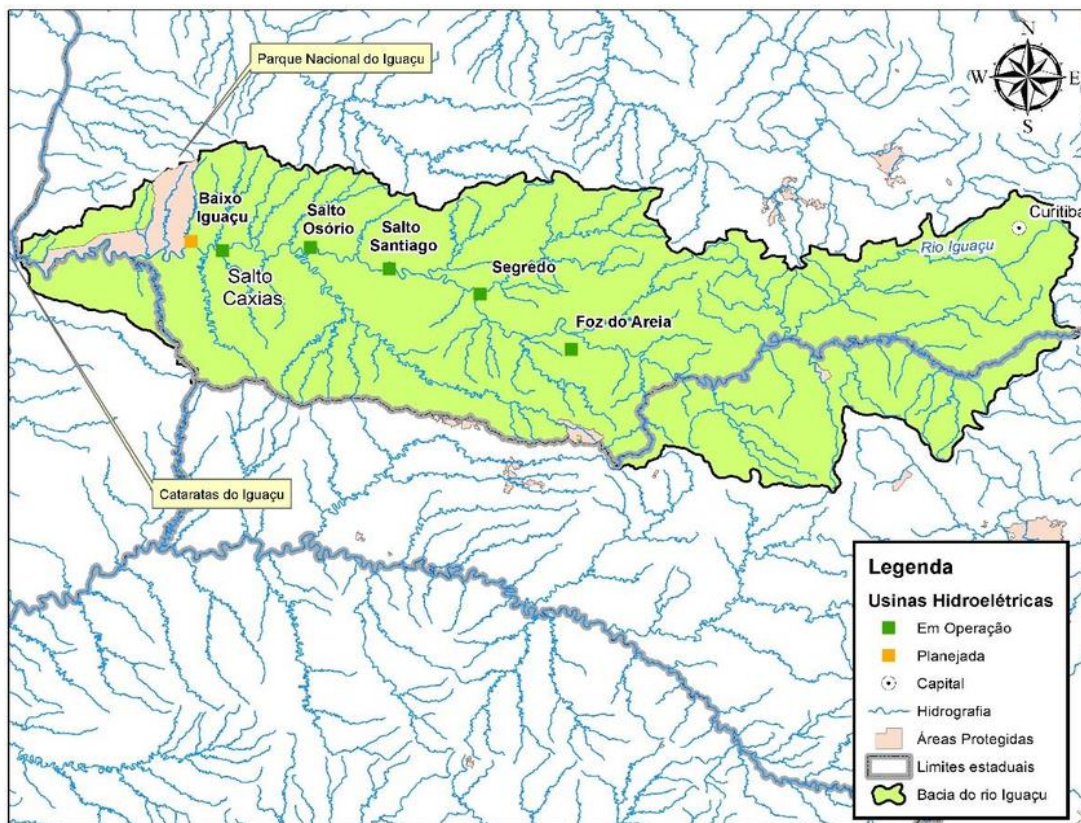 Parque Nacional do Iguaçu
N
W
E
S
Baixo
Iguaçu
Salto
Osório
Salto
Santiago
Salto
Caxias
Segredo
Foz do Areia
Curitiba
Rio Iguaçu
Cataratas do Iguaçu
Legenda
Usinas Hidroelétricas
Em Operação
Planejada
Capital
Hidrografia
Áreas Protegidas
Limites estaduais
Bacia do rio Iguaçu